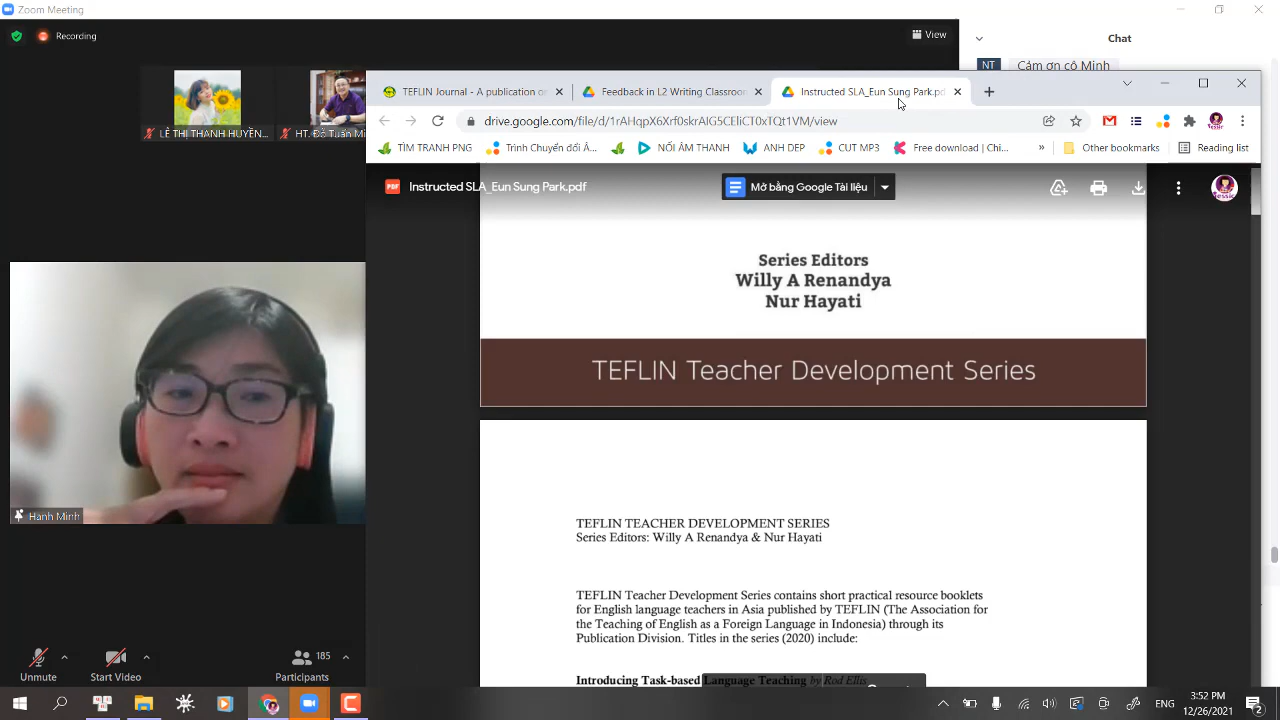 Zoom Meeting
Recording
View
Chat
NT
Cám ơn có
LÊ THỊ THANH HUYỀN...
HT. Đỗ Tuấn Mi
TEFLIN Journal - A publication o
Feedback in L2 Writing Classroom
Instructed SLA_Eun Sung Park.pd
drive.google.com/file/d/1rAHqpX6Xrf0skrAIG5CEliCT0xTQt1VM/view
TÌM TRANH PNG
Trình Chuyển đổi Â...
NỐI ÂM THANH
ANH DEP
CUT MP3
Free download | Chi...
»
Other bookmarks
Reading list
PDF
Instructed SLA_Eun Sung Park.pdf
Mở bằng Google Tài liệu
Series Editors
Willy A Renandya
Nur Hayati
TEFLIN Teacher Development Series
TEFLIN TEACHER DEVELOPMENT SERIES
Series Editors: Willy A Renandya & Nur Hayati
TEFLIN Teacher Development Series contains short practical resource booklets
for English language teachers in Asia published by TEFLIN (The Association for
the Teaching of English as a Foreign Language in Indonesia) through its
Publication Division. Titles in the series (2020) include:
Introducing Task-based Language Teaching by Rod Ellis
Hanh Minh
Unmute
Start Video
185
Participants
3:52 PM
12/26/2021
2